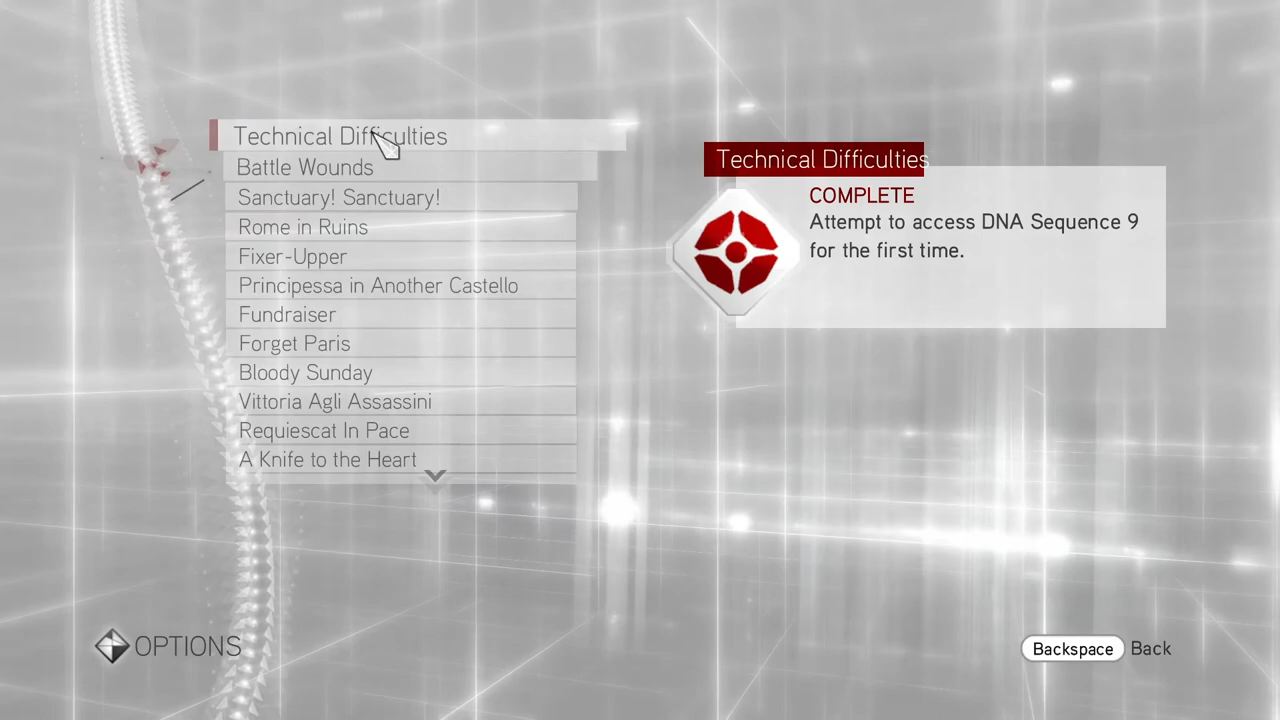 Technical Difficulties
Battle Wounds
Sanctuary! Sanctuary!
Rome in Ruins
Fixer-Upper
Principessa in Another Castello
Fundraiser
Forget Paris
Bloody Sunday
Vittoria Agli Assassini
Requiescat In Pace
A Knife to the Heart
Technical Difficulties
COMPLETE
Attempt to access DNA Sequence 9
for the first time.
OPTIONS
Backspace Back